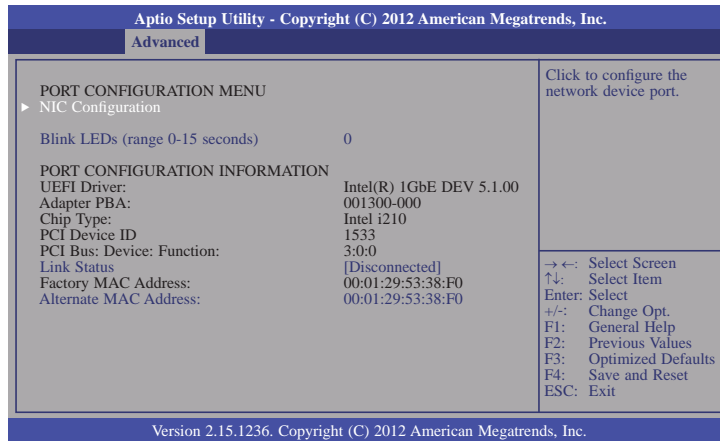 Aptio Setup Utility - Copyright (C) 2012 American Megatrends, Inc.
Advanced
PORT CONFIGURATION MENU
► NIC Configuration
Blink LEDs (range 0-15 seconds) 0
PORT CONFIGURATION INFORMATION
UEFI Driver: Intel(R) 1GbE DEV 5.1.00
Adapter PBA: 001300-000
Chip Type: Intel i210
PCI Device ID 1533
PCI Bus: Device: Function: 3:0:0
Link Status [Disconnected]
Factory MAC Address: 00:01:29:53:38:F0
Alternate MAC Address: 00:01:29:53:38:F0
Click to configure the
network device port.
→←: Select Screen
↑↓: Select Item
Enter: Select
+/-: Change Opt.
F1: General Help
F2: Previous Values
F3: Optimized Defaults
F4: Save and Reset
ESC: Exit
Version 2.15.1236. Copyright (C) 2012 American Megatrends, Inc.